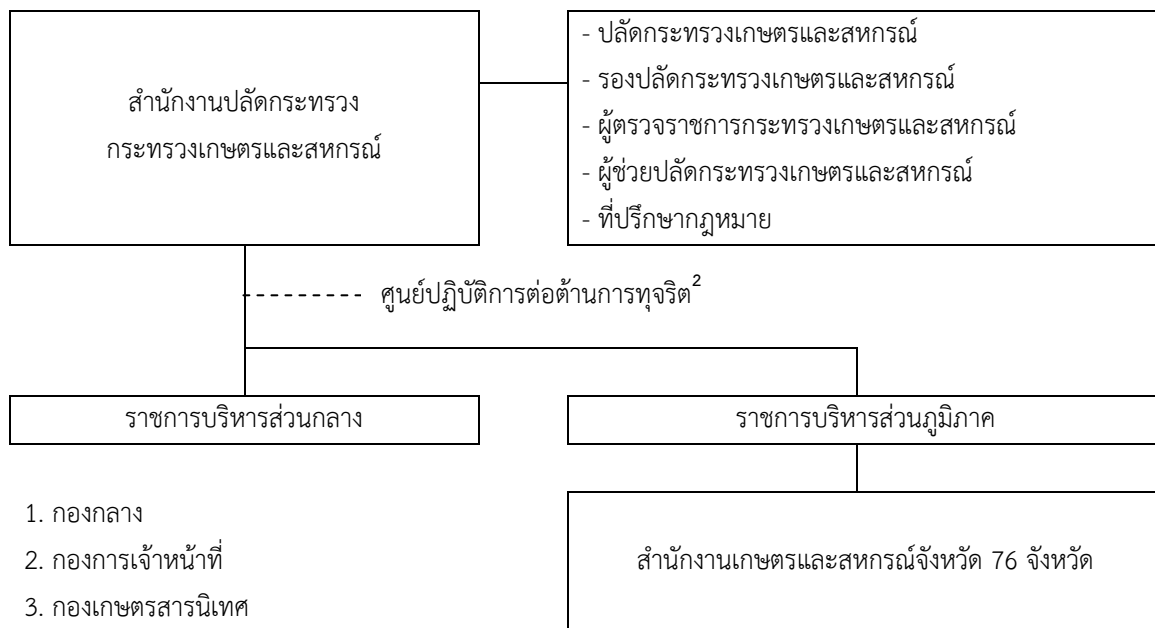 สำนักงานปลัดกระทรวง
กระทรวงเกษตรและสหกรณ์
- ปลัดกระทรวงเกษตรและสหกรณ์
- รองปลัดกระทรวงเกษตรและสหกรณ์
- ผู้ตรวจราชการกระทรวงเกษตรและสหกรณ์
- ผู้ช่วยปลัดกระทรวงเกษตรและสหกรณ์
- ที่ปรึกษากฎหมาย
ศูนย์ปฏิบัติการต่อต้านการทุจริต²
ราชการบริหารส่วนกลาง
ราชการบริหารส่วนภูมิภาค
1. กองกลาง
2. กองการเจ้าหน้าที่
3. กองเกษตรสารนิเทศ
สำนักงานเกษตรและสหกรณ์จังหวัด 76 จังหวัด